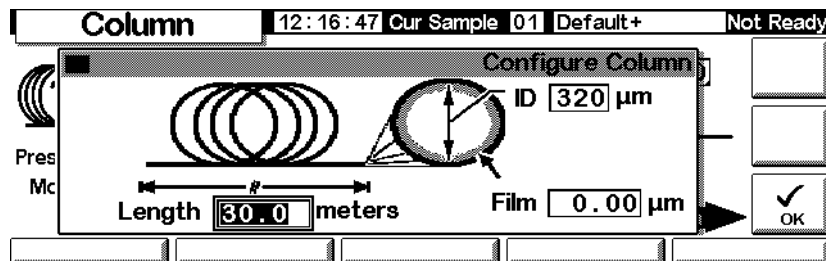 Column 12:16:47 Cur Sample 01 Default+ Not Ready
Configure Column
ID 320 µm
Pres
Mo
Length 30.0 meters
Film 0.00 µm
OK